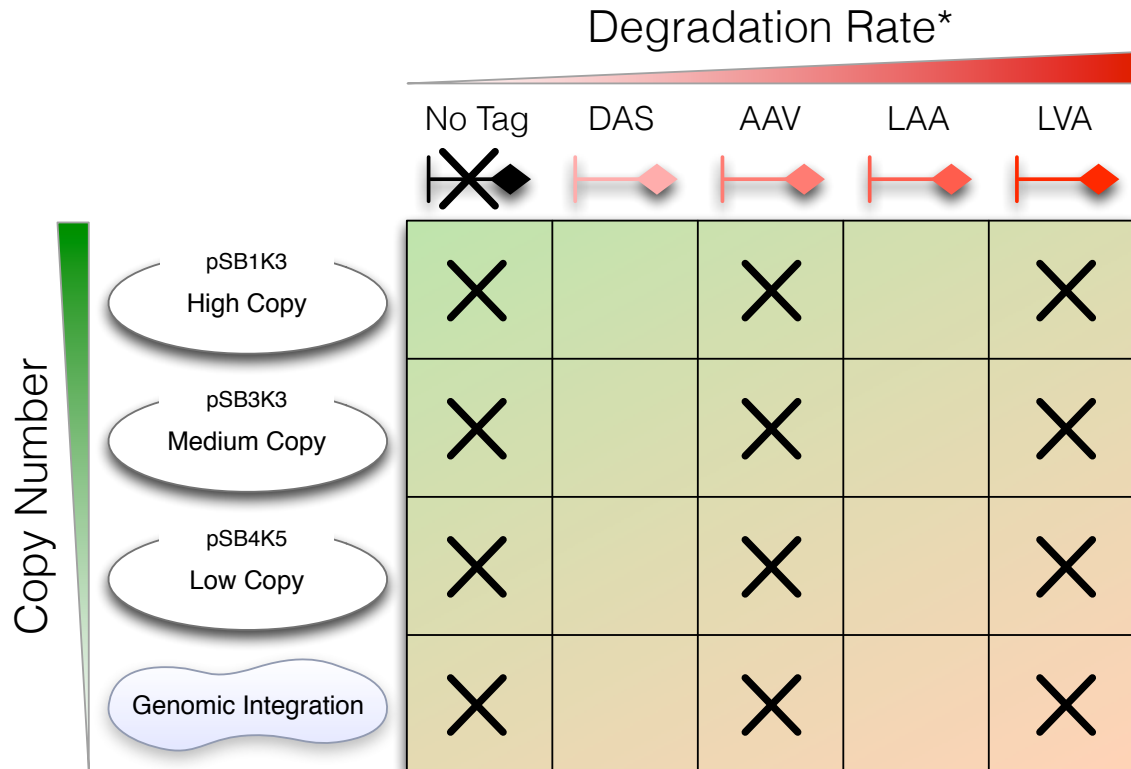 Degradation Rate*
No Tag DAS AAV LAA LVA
Copy Number
pSB1K3
High Copy
pSB3K3
Medium Copy
pSB4K5
Low Copy
Genomic Integration